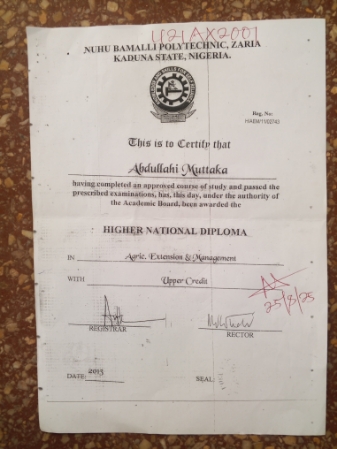 U21AX2001
NUHU BAMALLI POLYTECHNIC, ZARIA
KADUNA STATE, NIGERIA.
Reg. No:
This is to Certify that
Abdullahi Muttaka
having completed an approved course of study and passed the
prescribed examinations, has, this day, under the authority of
the Academic Board, been awarded the
HIGHER NATIONAL DIPLOMA
IN Agric. Extension & Management
WITH Upper Credit
25/8/25
REGISTRAR RECTOR
DATE: 2013 SEAL